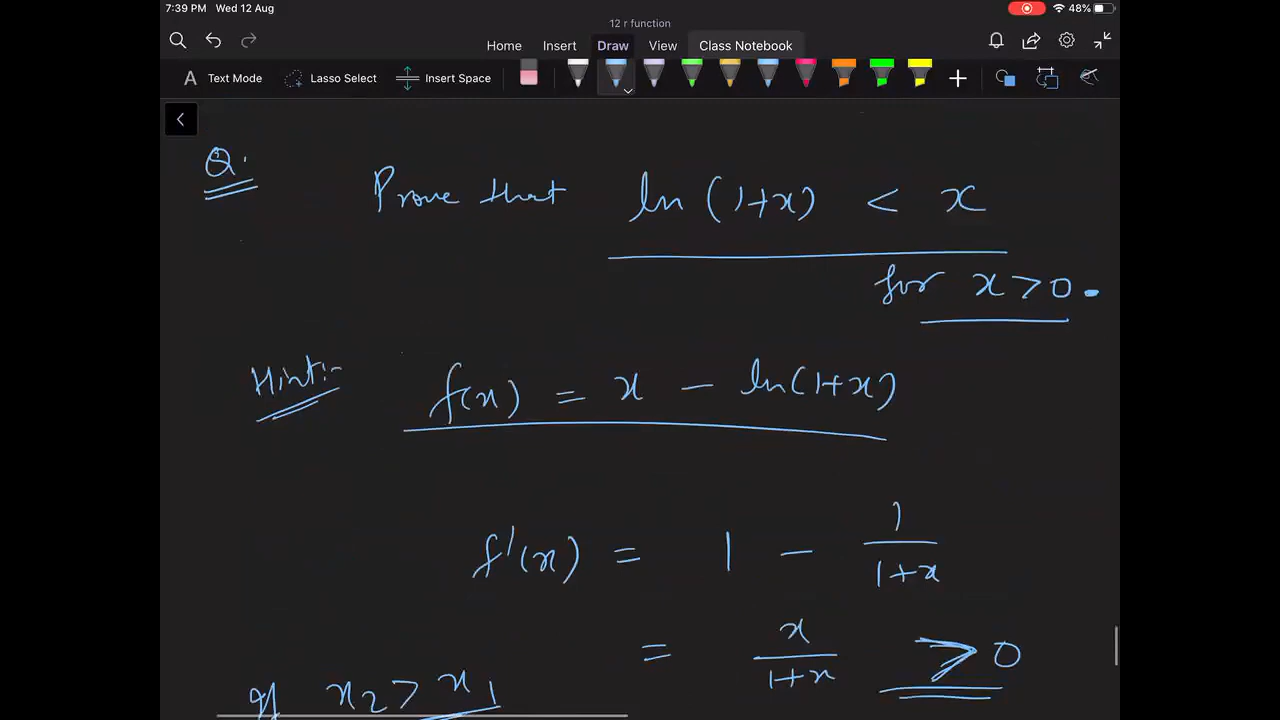 7:39 PM Wed 12 Aug
48%
12 r function
Home Insert Draw View Class Notebook
Text Mode Lasso Select Insert Space
Q. Prove that ln(1+x) < x
for x>0.
Hint:- f(x) = x - ln(1+x)
f'(x) = 1 - 1/(1+x)
= x/(1+x) > 0
If x₂ > x₁